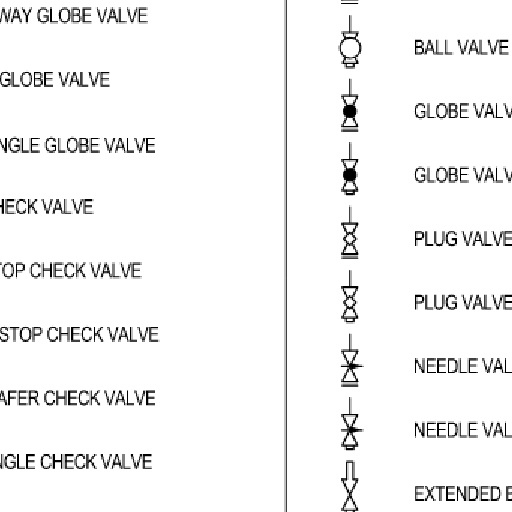 WAY GLOBE VALVE
GLOBE VALVE
NGLE GLOBE VALVE
HECK VALVE
TOP CHECK VALVE
STOP CHECK VALVE
AFER CHECK VALVE
NGLE CHECK VALVE
BALL VALVE
GLOBE VALV
GLOBE VALV
PLUG VALVE
PLUG VALVE
NEEDLE VAL
NEEDLE VAL
EXTENDED B